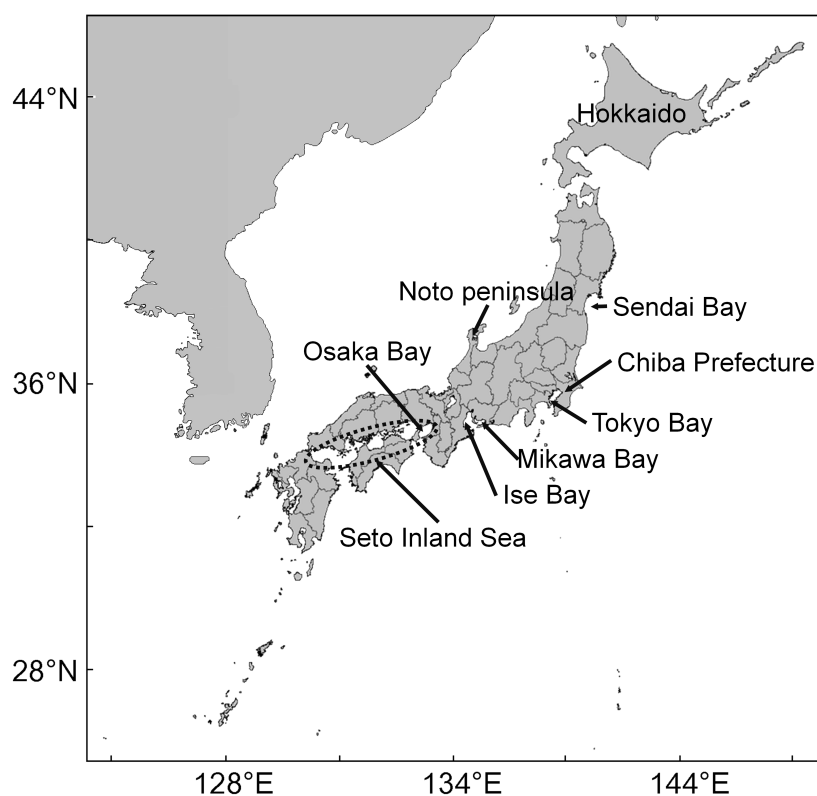 44°N
Hokkaido
Noto peninsula
Sendai Bay
Osaka Bay
Chiba Prefecture
36°N
Tokyo Bay
Mikawa Bay
Ise Bay
Seto Inland Sea
28°N
128°E
134°E
144°E